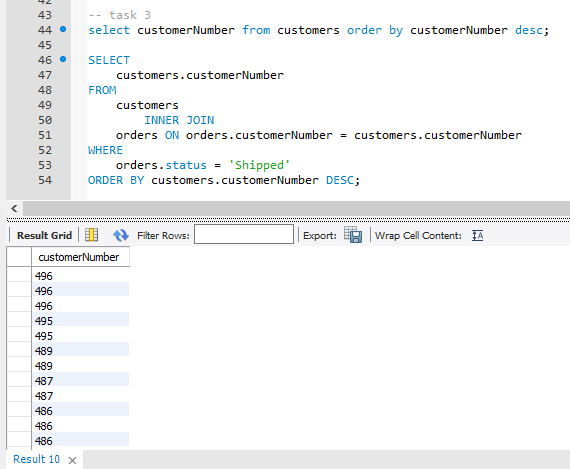 42
43 -- task 3
44 select customerNumber from customers order by customerNumber desc;
45
46 SELECT
47 customers.customerNumber
48 FROM
49 customers
50 INNER JOIN
51 orders ON orders.customerNumber = customers.customerNumber
52 WHERE
53 orders.status = 'Shipped'
54 ORDER BY customers.customerNumber DESC;
Result Grid Filter Rows: Export: Wrap Cell Content:
customerNumber
496
496
496
495
495
489
489
487
487
486
486
486
Result 10